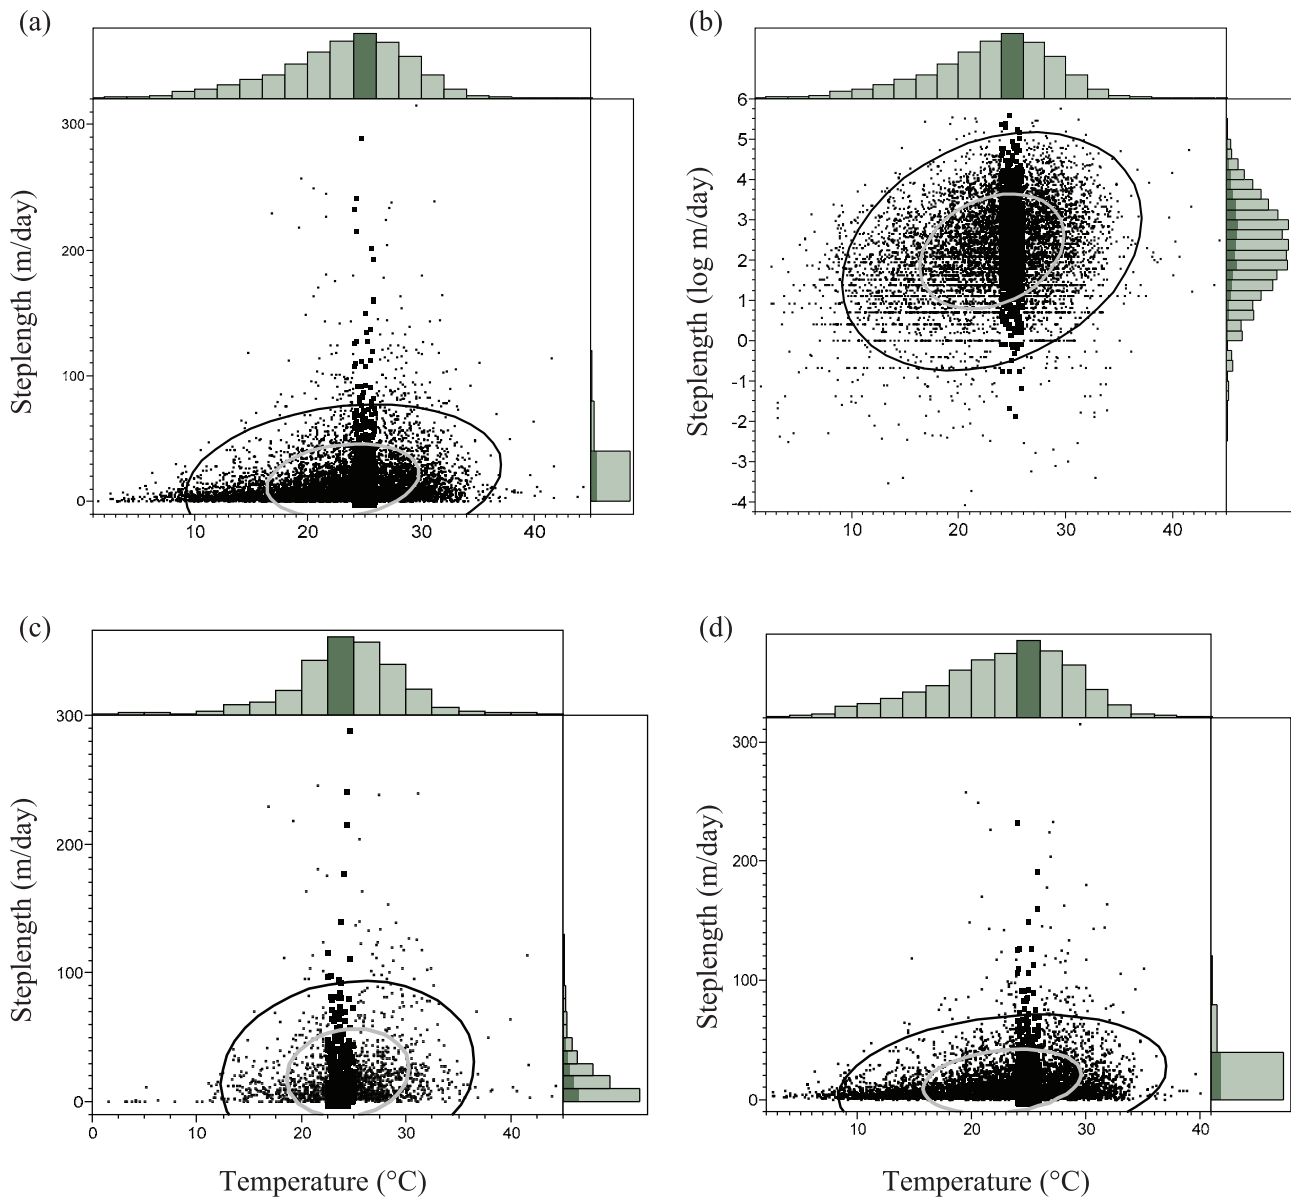 (a)
(b)
Steplength (m/day)
300
200
100
0
10 20 30 40
Steplength (log m/day)
6
5
4
3
2
1
0
-1
-2
-3
-4
10 20 30 40
(c)
(d)
Steplength (m/day)
300
200
100
0
0 10 20 30 40
Temperature (°C)
Steplength (m/day)
300
200
100
0
10 20 30 40
Temperature (°C)